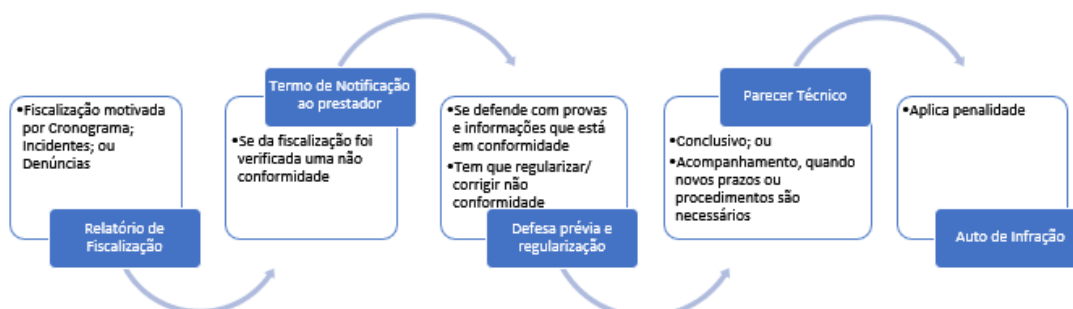 •Fiscalização motivada
por Cronograma;
Incidentes; ou
Denúncias
Relatório de
Fiscalização
Termo de Notificação
ao prestador
•Se da fiscalização foi
verificada uma não
conformidade
•Se defende com provas
e informações que está
em conformidade
•Tem que regularizar/
corrigir não
conformidade
Defesa prévia e
regularização
Parecer Técnico
•Conclusivo; ou
•Acompanhamento, quando
novos prazos ou
procedimentos são
necessários
•Aplica penalidade
Auto de Infração